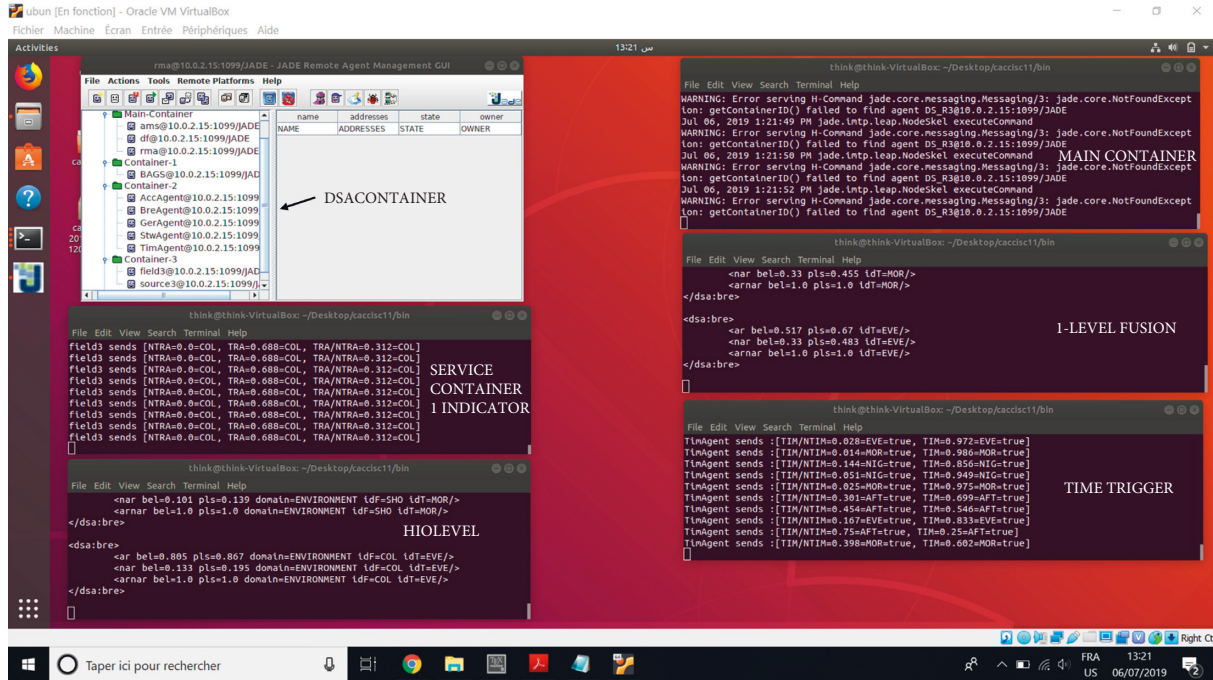 ubun [En fonction] - Oracle VM VirtualBox
Fichier Machine Écran Entrée Périphériques Aide
Activities
13:21 س
rma@10.0.2.15:1099/JADE - JADE Remote Agent Management GUI
File Actions Tools Remote Platforms Help
Main-Container
ams@10.0.2.15:1099/JADE
df@10.0.2.15:1099/JADE
rma@10.0.2.15:1099/JADE
Container-1
BAGS@10.0.2.15:1099/JAD
Container-2
AccAgent@10.0.2.15:1099
BreAgent@10.0.2.15:1099
GerAgent@10.0.2.15:1099
StwAgent@10.0.2.15:1099
TimAgent@10.0.2.15:1099
Container-3
field3@10.0.2.15:1099/JAD
source3@10.0.2.15:1099/J
name addresses state owner
NAME ADDRESSES STATE OWNER
DSACONTAINER
ca
ca
20
120
think@think-VirtualBox: ~/Desktop/caccisc11/bin
File Edit View Search Terminal Help
field3 sends [NTRA=0.0=COL, TRA=0.688=COL, TRA/NTRA=0.312=COL]
field3 sends [NTRA=0.0=COL, TRA=0.688=COL, TRA/NTRA=0.312=COL]
field3 sends [NTRA=0.0=COL, TRA=0.688=COL, TRA/NTRA=0.312=COL]
field3 sends [NTRA=0.0=COL, TRA=0.688=COL, TRA/NTRA=0.312=COL]
field3 sends [NTRA=0.0=COL, TRA=0.688=COL, TRA/NTRA=0.312=COL]
field3 sends [NTRA=0.0=COL, TRA=0.688=COL, TRA/NTRA=0.312=COL]
field3 sends [NTRA=0.0=COL, TRA=0.688=COL, TRA/NTRA=0.312=COL]
field3 sends [NTRA=0.0=COL, TRA=0.688=COL, TRA/NTRA=0.312=COL]
field3 sends [NTRA=0.0=COL, TRA=0.688=COL, TRA/NTRA=0.312=COL]
SERVICE
CONTAINER
1 INDICATOR
think@think-VirtualBox: ~/Desktop/caccisc11/bin
File Edit View Search Terminal Help
<nar bel=0.101 pls=0.139 domain=ENVIRONMENT idF=SHO idT=MOR/>
<arnar bel=1.0 pls=1.0 domain=ENVIRONMENT idF=SHO idT=MOR/>
</dsa:bre>
<dsa:bre>
<ar bel=0.805 pls=0.867 domain=ENVIRONMENT idF=COL idT=EVE/>
<nar bel=0.133 pls=0.195 domain=ENVIRONMENT idF=COL idT=EVE/>
<arnar bel=1.0 pls=1.0 domain=ENVIRONMENT idF=COL idT=EVE/>
</dsa:bre>
HIOLEVEL
think@think-VirtualBox: ~/Desktop/caccisc11/bin
File Edit View Search Terminal Help
WARNING: Error serving H-Command jade.core.messaging.Messaging/3: jade.core.NotFoundExcept
ion: getContainerID() failed to find agent DS_R3@10.0.2.15:1099/JADE
Jul 06, 2019 1:21:49 PM jade.imtp.leap.NodeSkel executeCommand
WARNING: Error serving H-Command jade.core.messaging.Messaging/3: jade.core.NotFoundExcept
ion: getContainerID() failed to find agent DS_R3@10.0.2.15:1099/JADE
Jul 06, 2019 1:21:50 PM jade.imtp.leap.NodeSkel executeCommand
WARNING: Error serving H-Command jade.core.messaging.Messaging/3: jade.core.NotFoundExcept
ion: getContainerID() failed to find agent DS_R3@10.0.2.15:1099/JADE
Jul 06, 2019 1:21:52 PM jade.imtp.leap.NodeSkel executeCommand
WARNING: Error serving H-Command jade.core.messaging.Messaging/3: jade.core.NotFoundExcept
ion: getContainerID() failed to find agent DS_R3@10.0.2.15:1099/JADE
MAIN CONTAINER
think@think-VirtualBox: ~/Desktop/caccisc11/bin
File Edit View Search Terminal Help
<nar bel=0.33 pls=0.455 idT=MOR/>
<arnar bel=1.0 pls=1.0 idT=MOR/>
</dsa:bre>
<dsa:bre>
<ar bel=0.517 pls=0.67 idT=EVE/>
<nar bel=0.33 pls=0.483 idT=EVE/>
<arnar bel=1.0 pls=1.0 idT=EVE/>
</dsa:bre>
1-LEVEL FUSION
think@think-VirtualBox: ~/Desktop/caccisc11/bin
File Edit View Search Terminal Help
TimAgent sends :[TIM/NTIM=0.028=EVE=true, TIM=0.972=EVE=true]
TimAgent sends :[TIM/NTIM=0.014=MOR=true, TIM=0.986=MOR=true]
TimAgent sends :[TIM/NTIM=0.144=NIG=true, TIM=0.856=NIG=true]
TimAgent sends :[TIM/NTIM=0.051=NIG=true, TIM=0.949=NIG=true]
TimAgent sends :[TIM/NTIM=0.025=MOR=true, TIM=0.975=MOR=true]
TimAgent sends :[TIM/NTIM=0.301=AFT=true, TIM=0.699=AFT=true]
TimAgent sends :[TIM/NTIM=0.454=AFT=true, TIM=0.546=AFT=true]
TimAgent sends :[TIM/NTIM=0.167=EVE=true, TIM=0.833=EVE=true]
TimAgent sends :[TIM/NTIM=0.75=AFT=true, TIM=0.25=AFT=true]
TimAgent sends :[TIM/NTIM=0.398=MOR=true, TIM=0.602=MOR=true]
TIME TRIGGER
Right Ct
Taper ici pour rechercher
FRA 13:21
US 06/07/2019
2